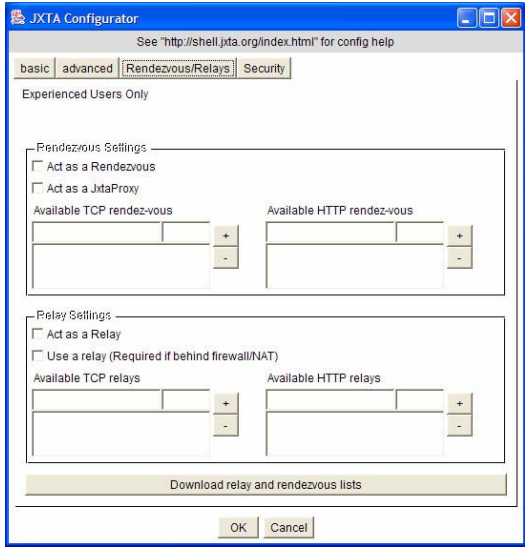 JXTA Configurator
See "http://shell.jxta.org/index.html" for config help
basic advanced Rendezvous/Relays Security
Experienced Users Only
Rendezvous Settings
Act as a Rendezvous
Act as a JxtaProxy
Available TCP rendez-vous Available HTTP rendez-vous
+ +
- -
Relay Settings
Act as a Relay
Use a relay (Required if behind firewall/NAT)
Available TCP relays Available HTTP relays
+ +
- -
Download relay and rendezvous lists
OK Cancel